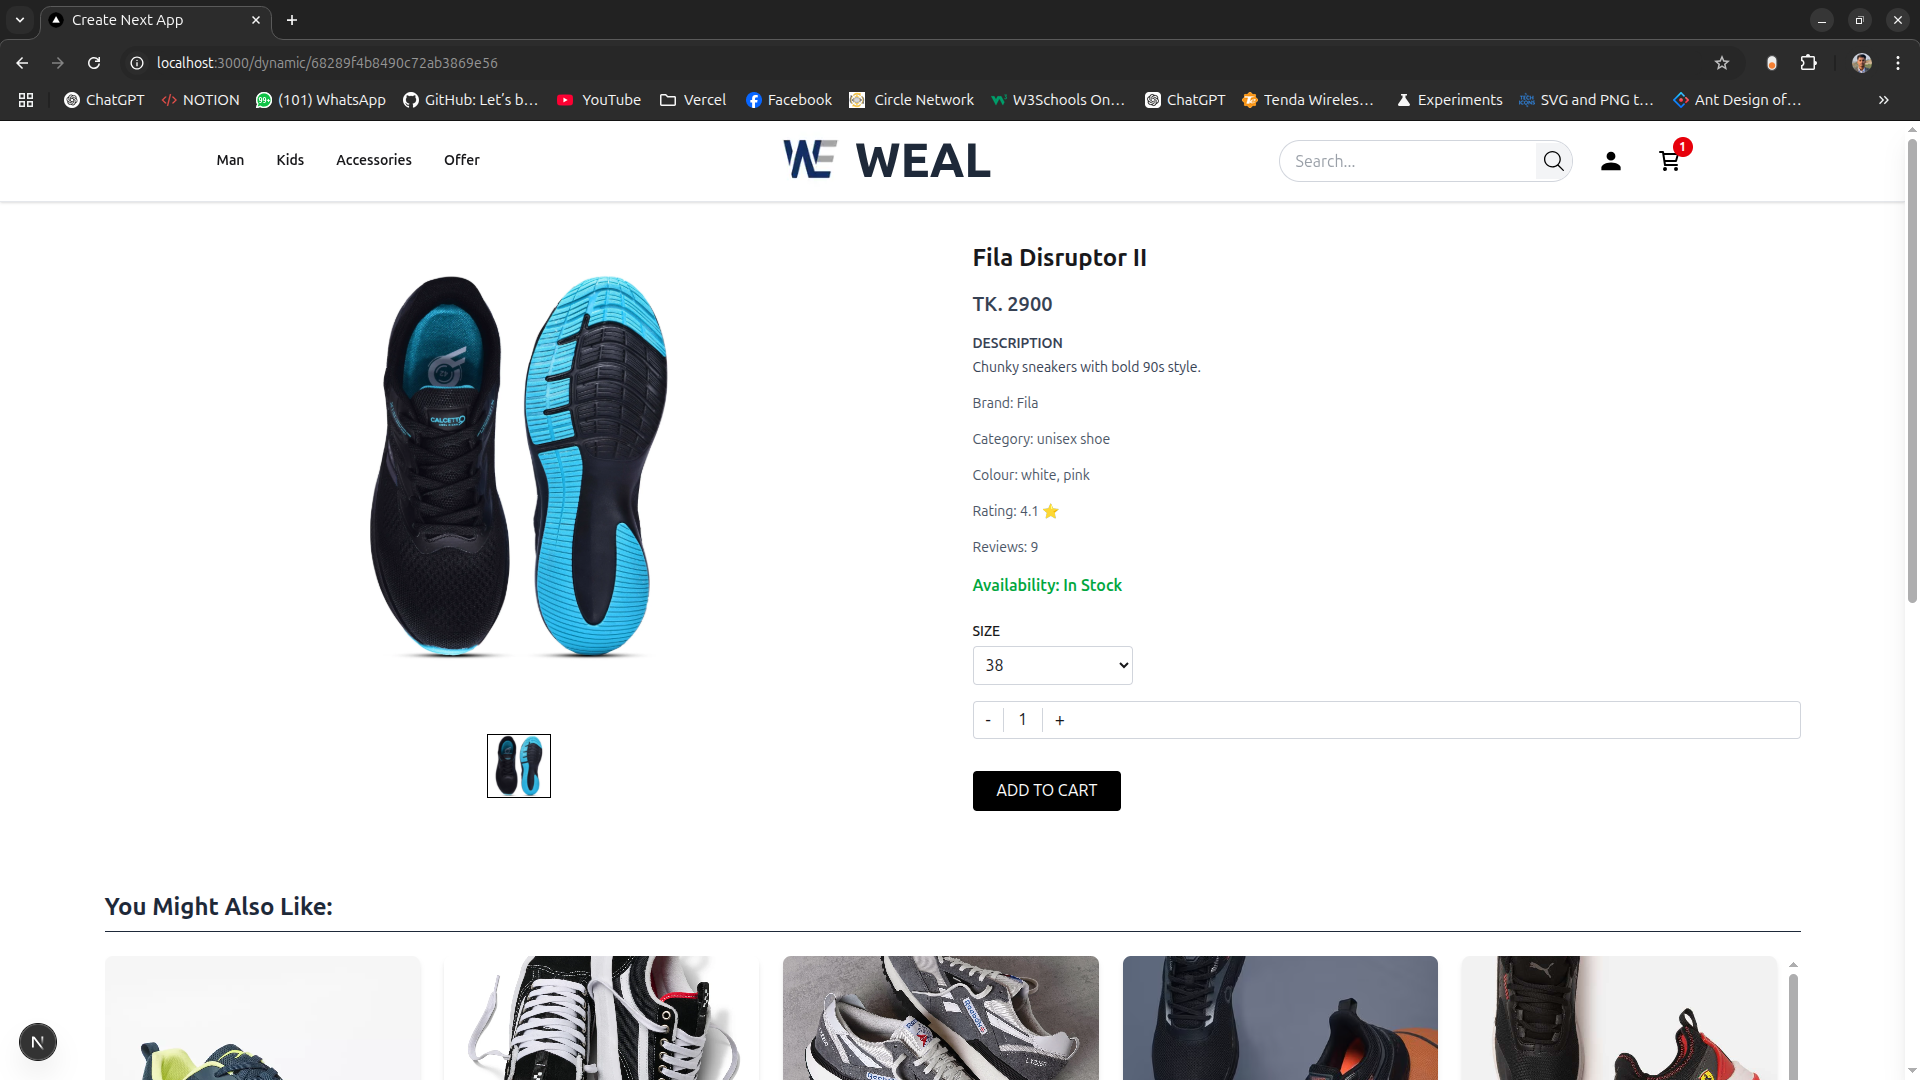 Create Next App
localhost:3000/dynamic/68289f4b8490c72ab3869e56
ChatGPT
NOTION
99+
(101) WhatsApp
GitHub: Let's b...
YouTube
Vercel
Facebook
Circle Network
W3Schools On...
ChatGPT
Tenda Wireles...
Experiments
SVG and PNG t...
Ant Design of...
Man
Kids
Accessories
Offer
WE WEAL
Search...
1
Fila Disruptor II
TK. 2900
DESCRIPTION
Chunky sneakers with bold 90s style.
Brand: Fila
Category: unisex shoe
Colour: white, pink
Rating: 4.1 ⭐
Reviews: 9
Availability: In Stock
SIZE
38
- 1 +
ADD TO CART
CALCETTO
You Might Also Like:
N